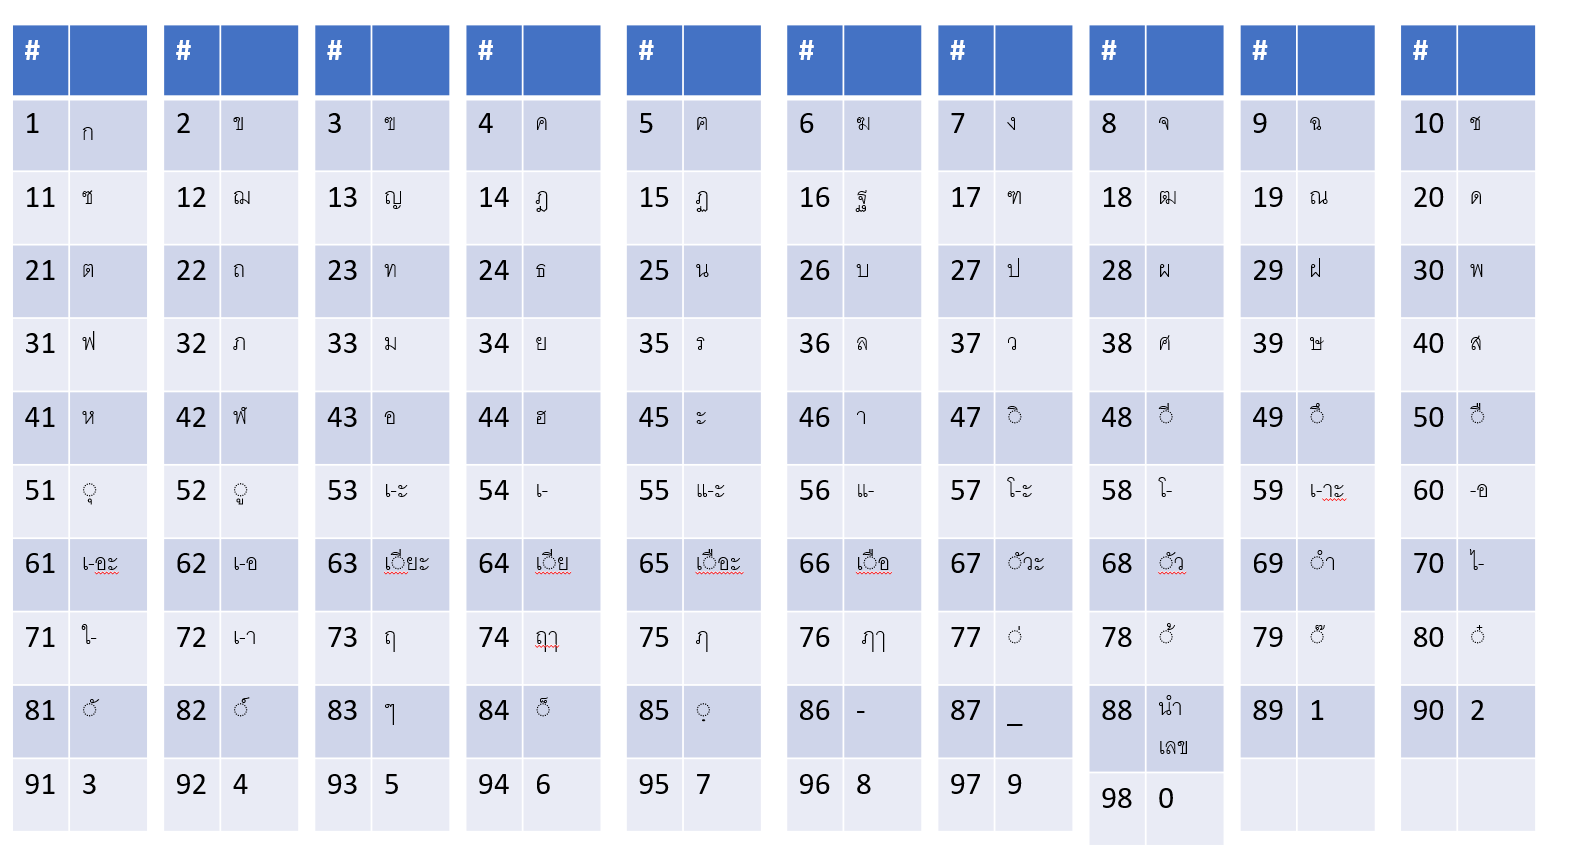 # # # # # # # # # #
1 ก 2 ข 3 ฃ 4 ค 5 ฅ 6 ฆ 7 ง 8 จ 9 ฉ 10 ช
11 ซ 12 ฌ 13 ญ 14 ฎ 15 ฏ 16 ฐ 17 ฑ 18 ฒ 19 ณ 20 ด
21 ต 22 ถ 23 ท 24 ธ 25 น 26 บ 27 ป 28 ผ 29 ฝ 30 พ
31 ฟ 32 ภ 33 ม 34 ย 35 ร 36 ล 37 ว 38 ศ 39 ษ 40 ส
41 ห 42 ฬ 43 อ 44 ฮ 45 ะ 46 า 47 ิ 48 ี 49 ึ 50 ื
51 ุ 52 ู 53 เ-ะ 54 เ- 55 แ-ะ 56 แ- 57 โ-ะ 58 โ- 59 เ-าะ 60 -อ
61 เ-อะ 62 เ-อ 63 เียะ 64 เีย 65 เือะ 66 เือ 67 ัวะ 68 ัว 69 ำ 70 ไ-
71 ใ- 72 เ-า 73 ฤ 74 ฤๅ 75 ฦ 76 ฦๅ 77 ่ 78 ้ 79 ๊ 80 ๋
81 ั 82 ์ 83 ๆ 84 ็ 85 ฺ 86 - 87 _ 88 นำ 89 1 90 2
เลข
91 3 92 4 93 5 94 6 95 7 96 8 97 9 98 0